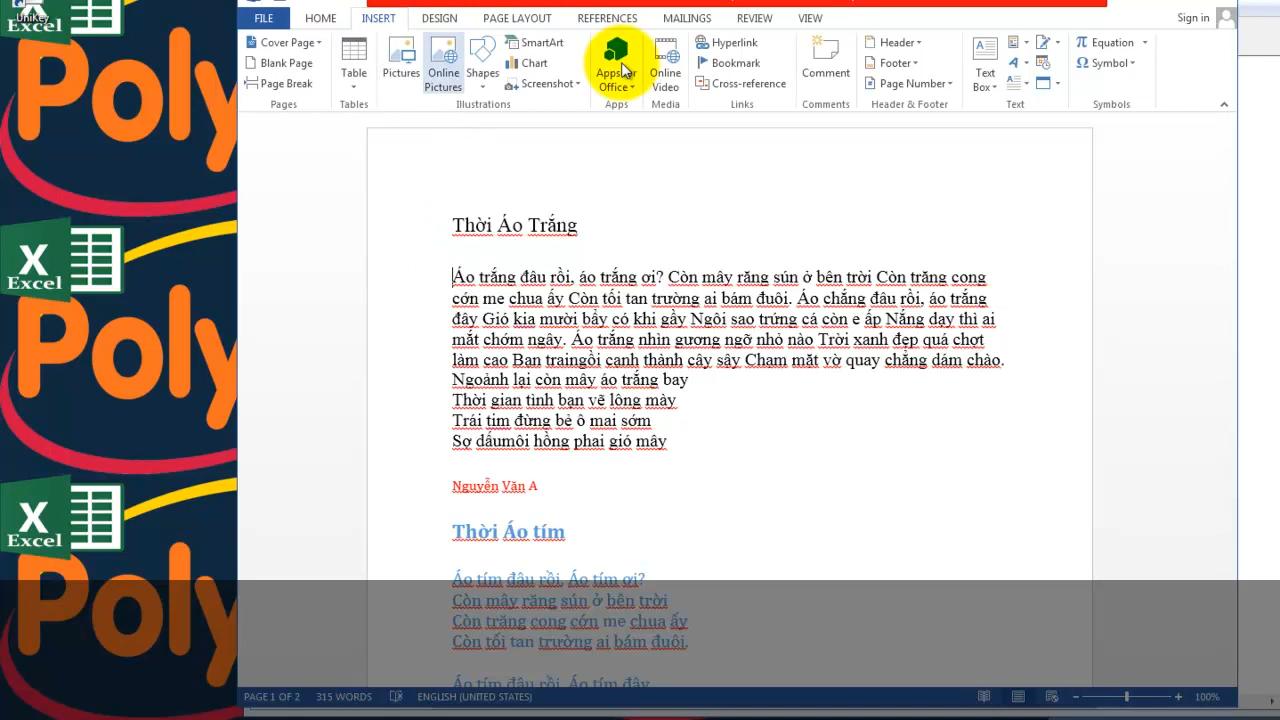 UniKey
Excel
Poly
Excel
Poly
Excel
Poly
FILE HOME INSERT DESIGN PAGE LAYOUT REFERENCES MAILINGS REVIEW VIEW Sign in
Cover Page
Blank Page
Page Break
Pages
Table
Tables
Pictures
Online Pictures
Shapes
SmartArt
Chart
Screenshot
Illustrations
Apps for Office
Apps
Online Video
Media
Hyperlink
Bookmark
Cross-reference
Links
Comment
Comments
Header
Footer
Page Number
Header & Footer
Text Box
Text
Equation
Symbol
Symbols
Thời Áo Trắng
Áo trắng đâu rồi, áo trắng ơi? Còn mây răng sún ở bên trời Còn trăng cong
cớn me chua ấy Còn tối tan trường ai bám đuôi. Áo chẳng đâu rồi, áo trắng
đây Gió kia mười bảy có khi gầy Ngôi sao trứng cá còn e ấp Nắng dạy thì ai
mắt chớm ngây. Áo trắng nhìn gương ngỡ nhỏ nào Trời xanh đẹp quá chợt
làm cao Bạn traingồi cạnh thành cây sậy Chạm mặt vờ quay chẳng dám chào.
Ngoảnh lại còn mây áo trắng bay
Thời gian tình bạn vẽ lông mày
Trái tim đừng bẻ ô mai sớm
Sợ dấumôi hồng phai gió mây
Nguyễn Văn A
Thời Áo tím
Áo tím đâu rồi, Áo tím ơi?
Còn mây răng sún ở bên trời
Còn trăng cong cớn me chua ấy
Còn tối tan trường ai bám đuôi.
Áo tím đâu rồi, Áo tím đây
PAGE 1 OF 2 315 WORDS ENGLISH (UNITED STATES) 100%